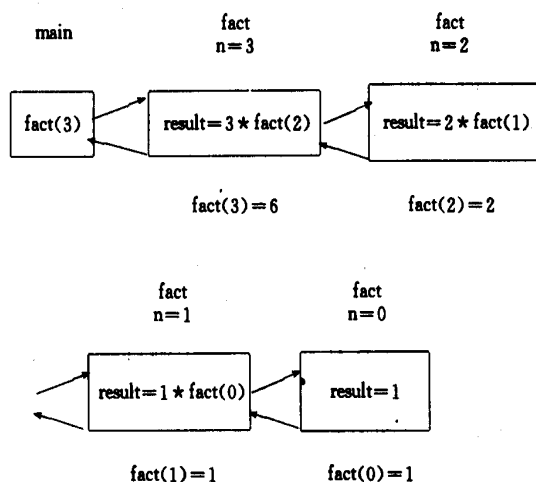 main
fact
n=3
fact
n=2
fact(3)
result=3*fact(2)
result=2*fact(1)
fact(3)=6
fact(2)=2
fact
n=1
fact
n=0
result=1*fact(0)
result=1
fact(1)=1
fact(0)=1